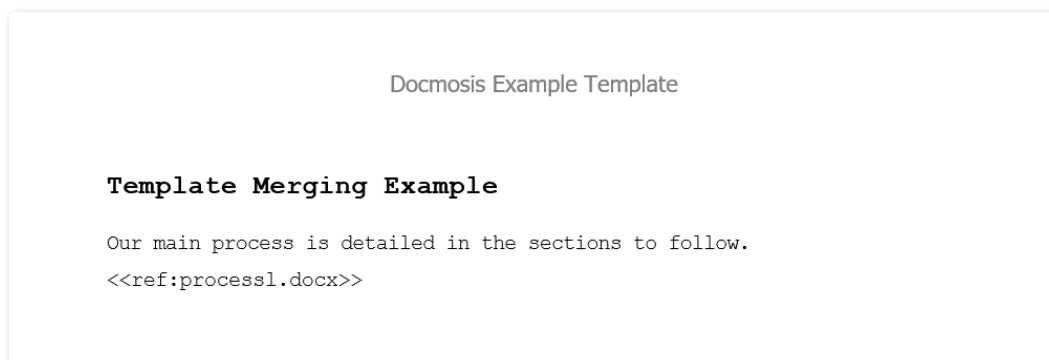 Docmosis Example Template
Template Merging Example
Our main process is detailed in the sections to follow.
<<ref:process1.docx>>